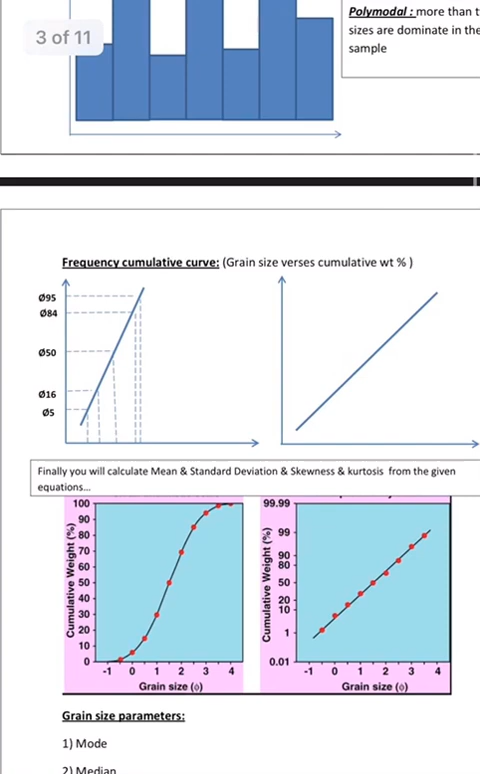 Polymodal : more than t
sizes are dominate in the
sample
3 of 11
Frequency cumulative curve: (Grain size verses cumulative wt % )
Ø95
Ø84
Ø50
Ø16
Ø5
Finally you will calculate Mean & Standard Deviation & Skewness & kurtosis from the given
equations...
Cumulative Weight (%)
100
90
80
70
60
50
40
30
20
10
0
-1 0 1 2 3 4
Grain size (ϕ)
Cumulative Weight (%)
99.99
99
90
80
50
20
10
1
0.01
-1 0 1 2 3 4
Grain size (ϕ)
Grain size parameters:
1) Mode
2) Median